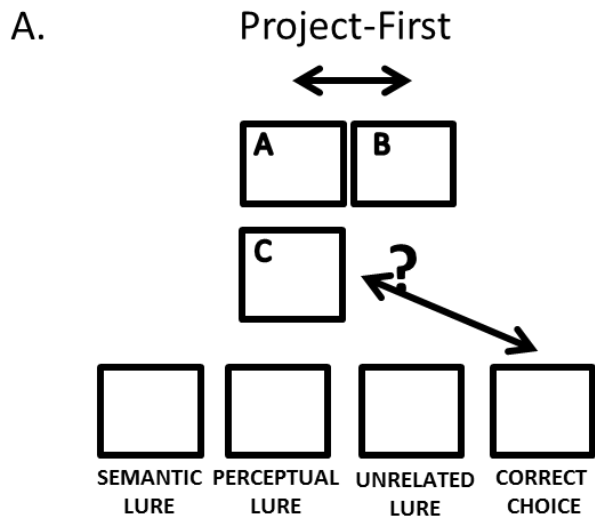 A. Project-First
A B
C
?
SEMANTIC PERCEPTUAL UNRELATED CORRECT
LURE LURE LURE CHOICE